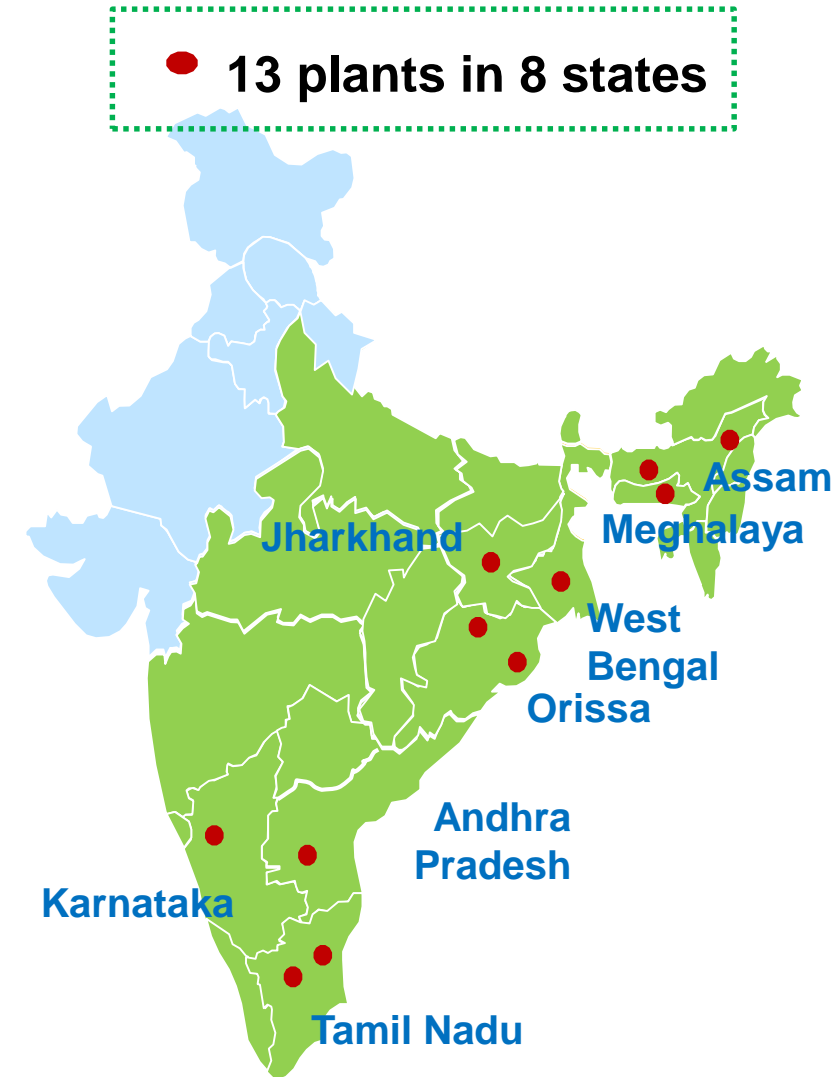 13 plants in 8 states
Assam
Meghalaya
Jharkhand
West
Bengal
Orissa
Andhra
Pradesh
Karnataka
Tamil Nadu